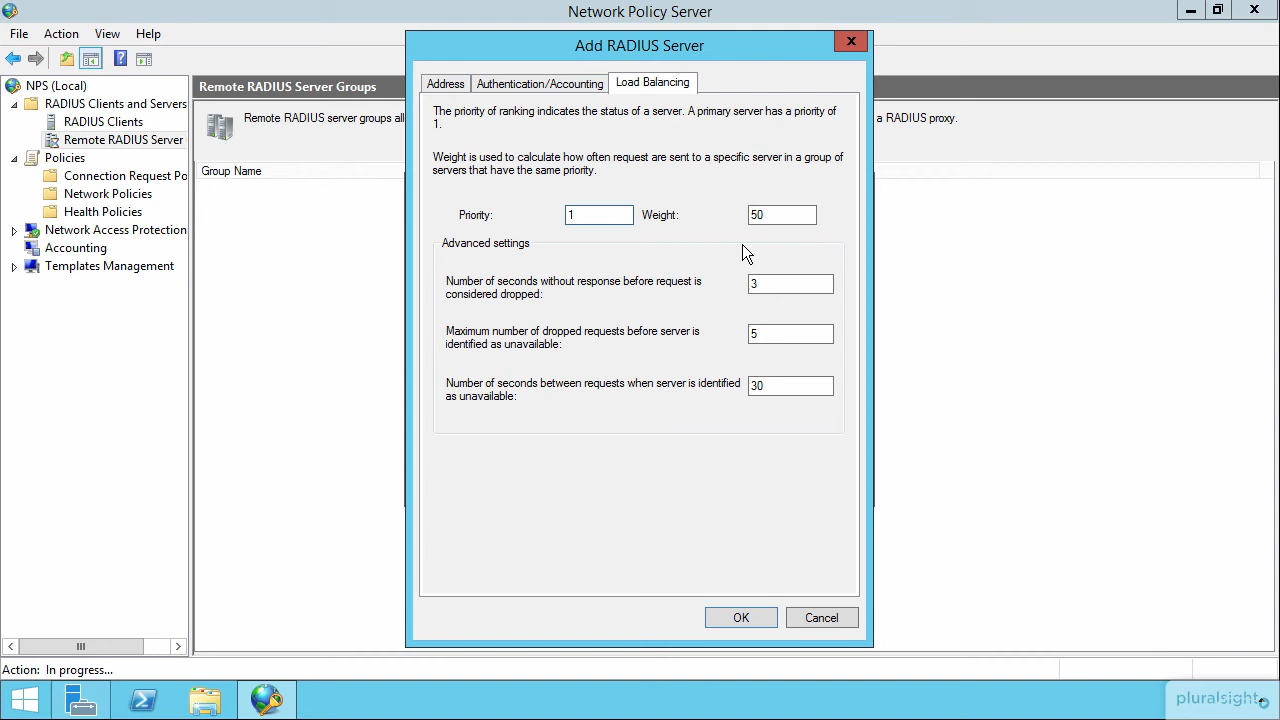 Network Policy Server
File Action View Help
Add RADIUS Server
NPS (Local)
RADIUS Clients and Servers
RADIUS Clients
Remote RADIUS Server
Policies
Connection Request Po
Network Policies
Health Policies
Network Access Protection
Accounting
Templates Management
Remote RADIUS Server Groups
Remote RADIUS server groups all
a RADIUS proxy.
Group Name
Address Authentication/Accounting Load Balancing
The priority of ranking indicates the status of a server. A primary server has a priority of
1.
Weight is used to calculate how often request are sent to a specific server in a group of
servers that have the same priority.
Priority: 1 Weight: 50
Advanced settings
Number of seconds without response before request is
considered dropped: 3
Maximum number of dropped requests before server is
identified as unavailable: 5
Number of seconds between requests when server is identified
as unavailable: 30
OK Cancel
Action: In progress...
pluralsight